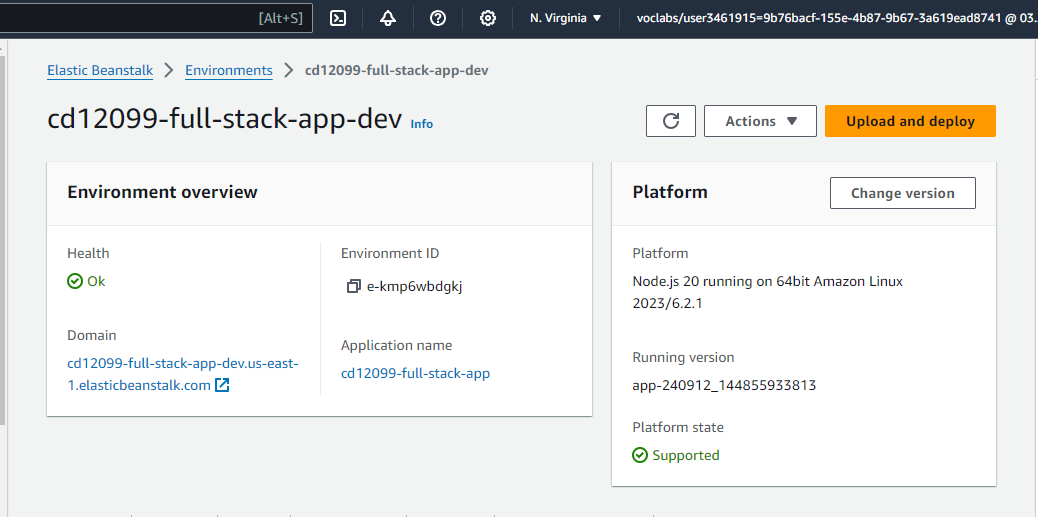 [Alt+S] N. Virginia voclabs/user3461915=9b76bacf-155e-4b87-9b67-3a619ead8741 @ 03
Elastic Beanstalk Environments cd12099-full-stack-app-dev
cd12099-full-stack-app-dev Info
Actions Upload and deploy
Environment overview
Health
Ok
Environment ID
e-kmp6wbdgkj
Domain
cd12099-full-stack-app-dev.us-east-
1.elasticbeanstalk.com
Application name
cd12099-full-stack-app
Platform
Change version
Platform
Node.js 20 running on 64bit Amazon Linux
2023/6.2.1
Running version
app-240912_144855933813
Platform state
Supported